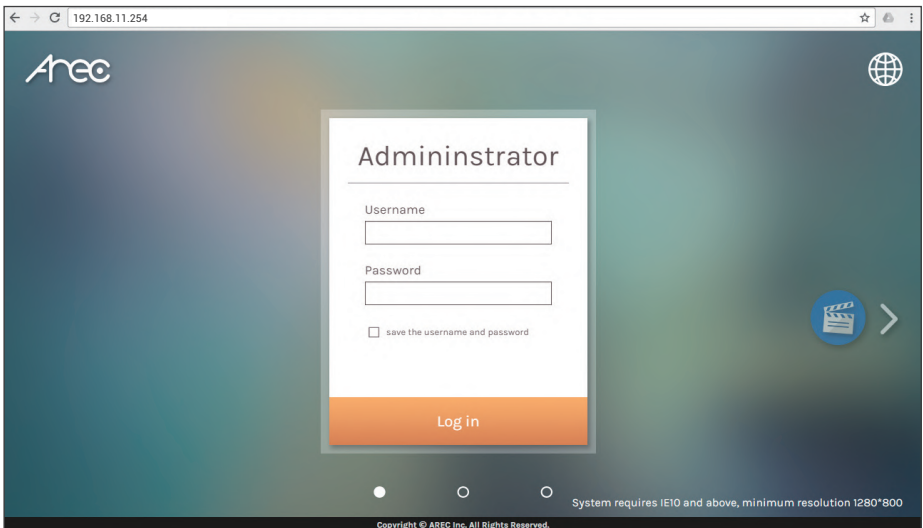 192.168.11.254
Arec
Admininstrator
Username
Password
save the username and password
Log in
System requires IE10 and above, minimum resolution 1280*800
Copyright © AREC Inc. All Rights Reserved.